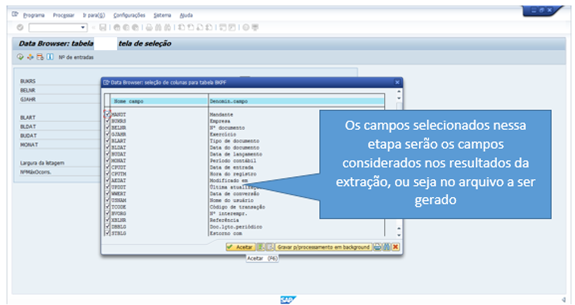 Programa Processar Ir para(G) Configurações Sistema Ajuda
Data Browser: tabela tela de seleção
Nº de entradas
BUKRS
BELNR
GJAHR
BLART
BLDAT
BUDAT
MONAT
Largura da listagem
NºMáxOcorrs.
Data Browser: seleção de colunas para tabela BKPF
Nome campo Denomin.campo
MANDT Mandante
BUKRS Empresa
BELNR Nº documento
GJAHR Exercício
BLART Tipo de documento
BLDAT Data do documento
BUDAT Data de lançamento
MONAT Período contábil
CPUDT Data de entrada
CPUTM Hora do registro
AEDAT Modificado em
UPDDT Última atualização
WWERT Data de conversão
USNAM Nome do usuário
TCODE Código de transação
BVORG Nº interempr.
XBLNR Referência
DBBLG Doc.lçto.periódico
STBLG Estorno com
Aceitar Gravar p/processamento em background
Aceitar (F6)
Os campos selecionados nessa
etapa serão os campos
considerados nos resultados da
extração, ou seja no arquivo a ser
gerado
SAP